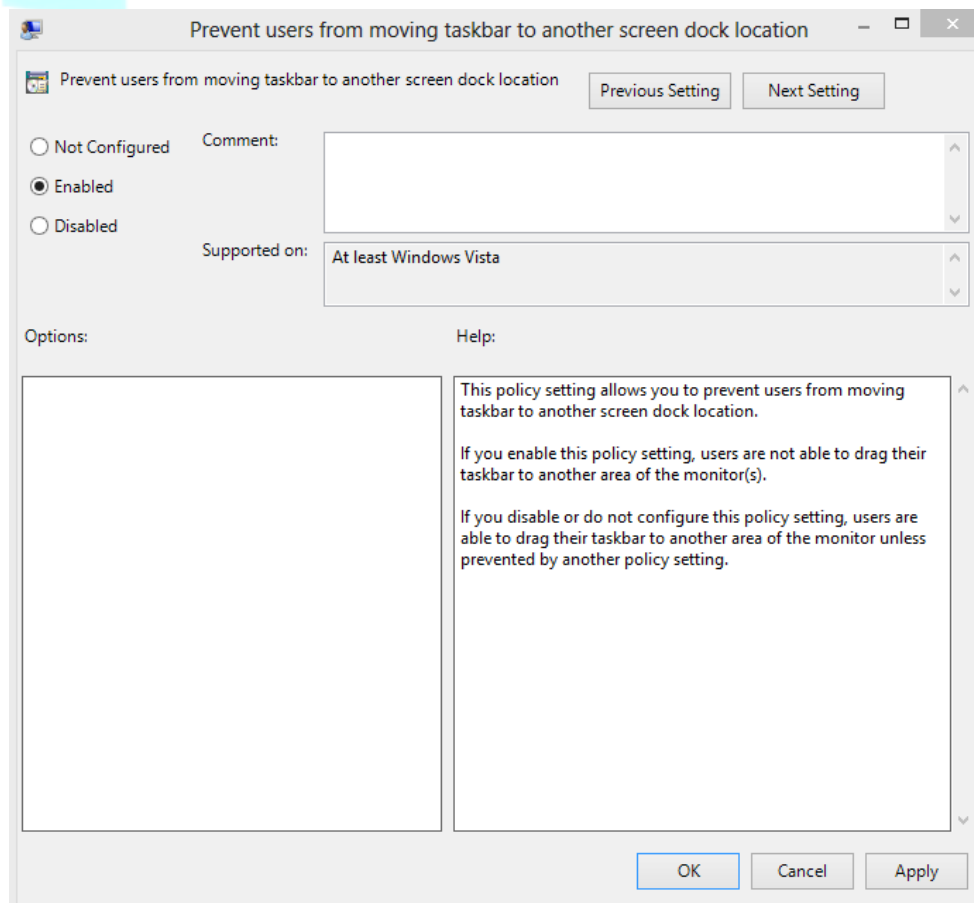 Prevent users from moving taskbar to another screen dock location
Prevent users from moving taskbar to another screen dock location
Previous Setting
Next Setting
Not Configured
Enabled
Disabled
Comment:
Supported on:
At least Windows Vista
Options:
Help:
This policy setting allows you to prevent users from moving
taskbar to another screen dock location.
If you enable this policy setting, users are not able to drag their
taskbar to another area of the monitor(s).
If you disable or do not configure this policy setting, users are
able to drag their taskbar to another area of the monitor unless
prevented by another policy setting.
OK
Cancel
Apply